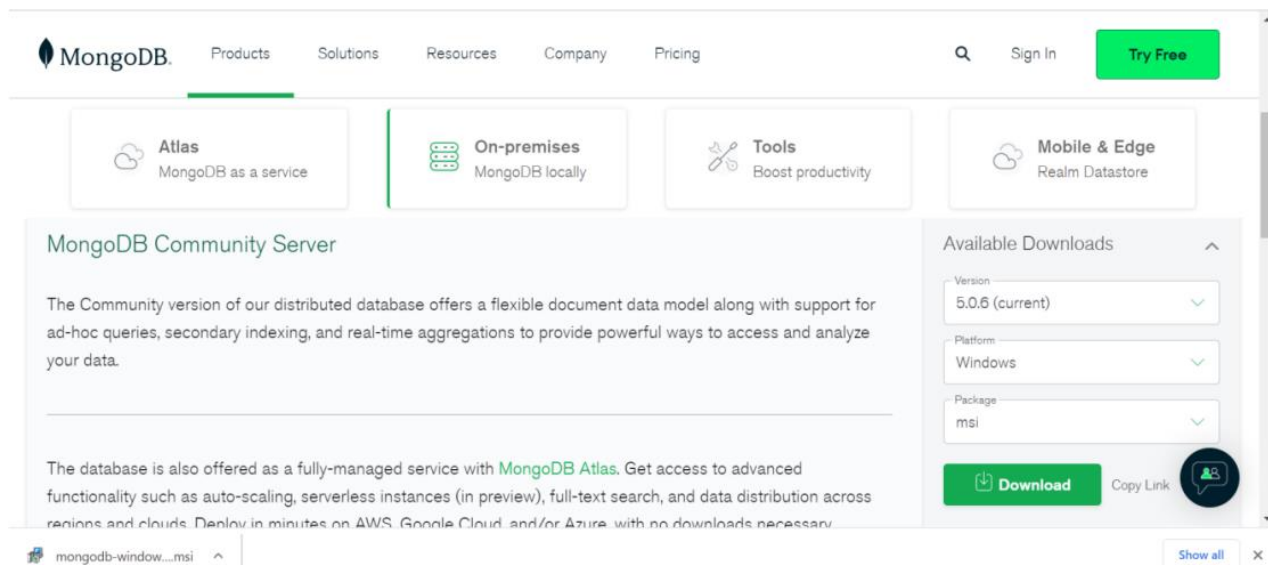 MongoDB.
Products
Solutions
Resources
Company
Pricing
Sign In
Try Free
Atlas
MongoDB as a service
On-premises
MongoDB locally
Tools
Boost productivity
Mobile & Edge
Realm Datastore
MongoDB Community Server
The Community version of our distributed database offers a flexible document data model along with support for
ad-hoc queries, secondary indexing, and real-time aggregations to provide powerful ways to access and analyze
your data.
The database is also offered as a fully-managed service with MongoDB Atlas. Get access to advanced
functionality such as auto-scaling, serverless instances (in preview), full-text search, and data distribution across
regions and clouds. Deploy in minutes on AWS, Google Cloud, and/or Azure, with no downloads necessary.
Available Downloads
Version
5.0.6 (current)
Platform
Windows
Package
msi
Download
Copy Link
mongodb-window....msi
Show all